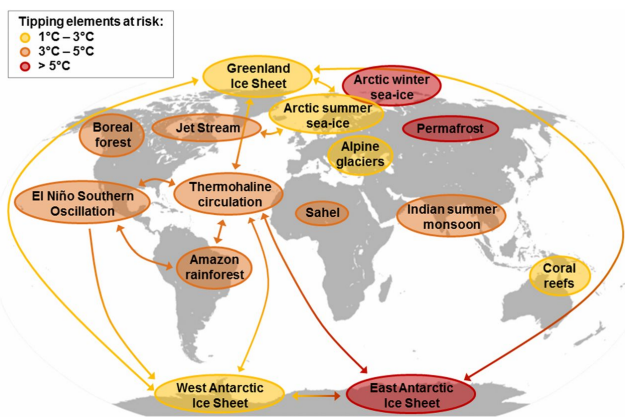 Tipping elements at risk:
1°C – 3°C
3°C – 5°C
> 5°C
Greenland
Ice Sheet
Arctic winter
sea-ice
Arctic summer
sea-ice
Boreal
forest
Jet Stream
Permafrost
Alpine
glaciers
El Niño Southern
Oscillation
Thermohaline
circulation
Sahel
Indian summer
monsoon
Amazon
rainforest
Coral
reefs
West Antarctic
Ice Sheet
East Antarctic
Ice Sheet